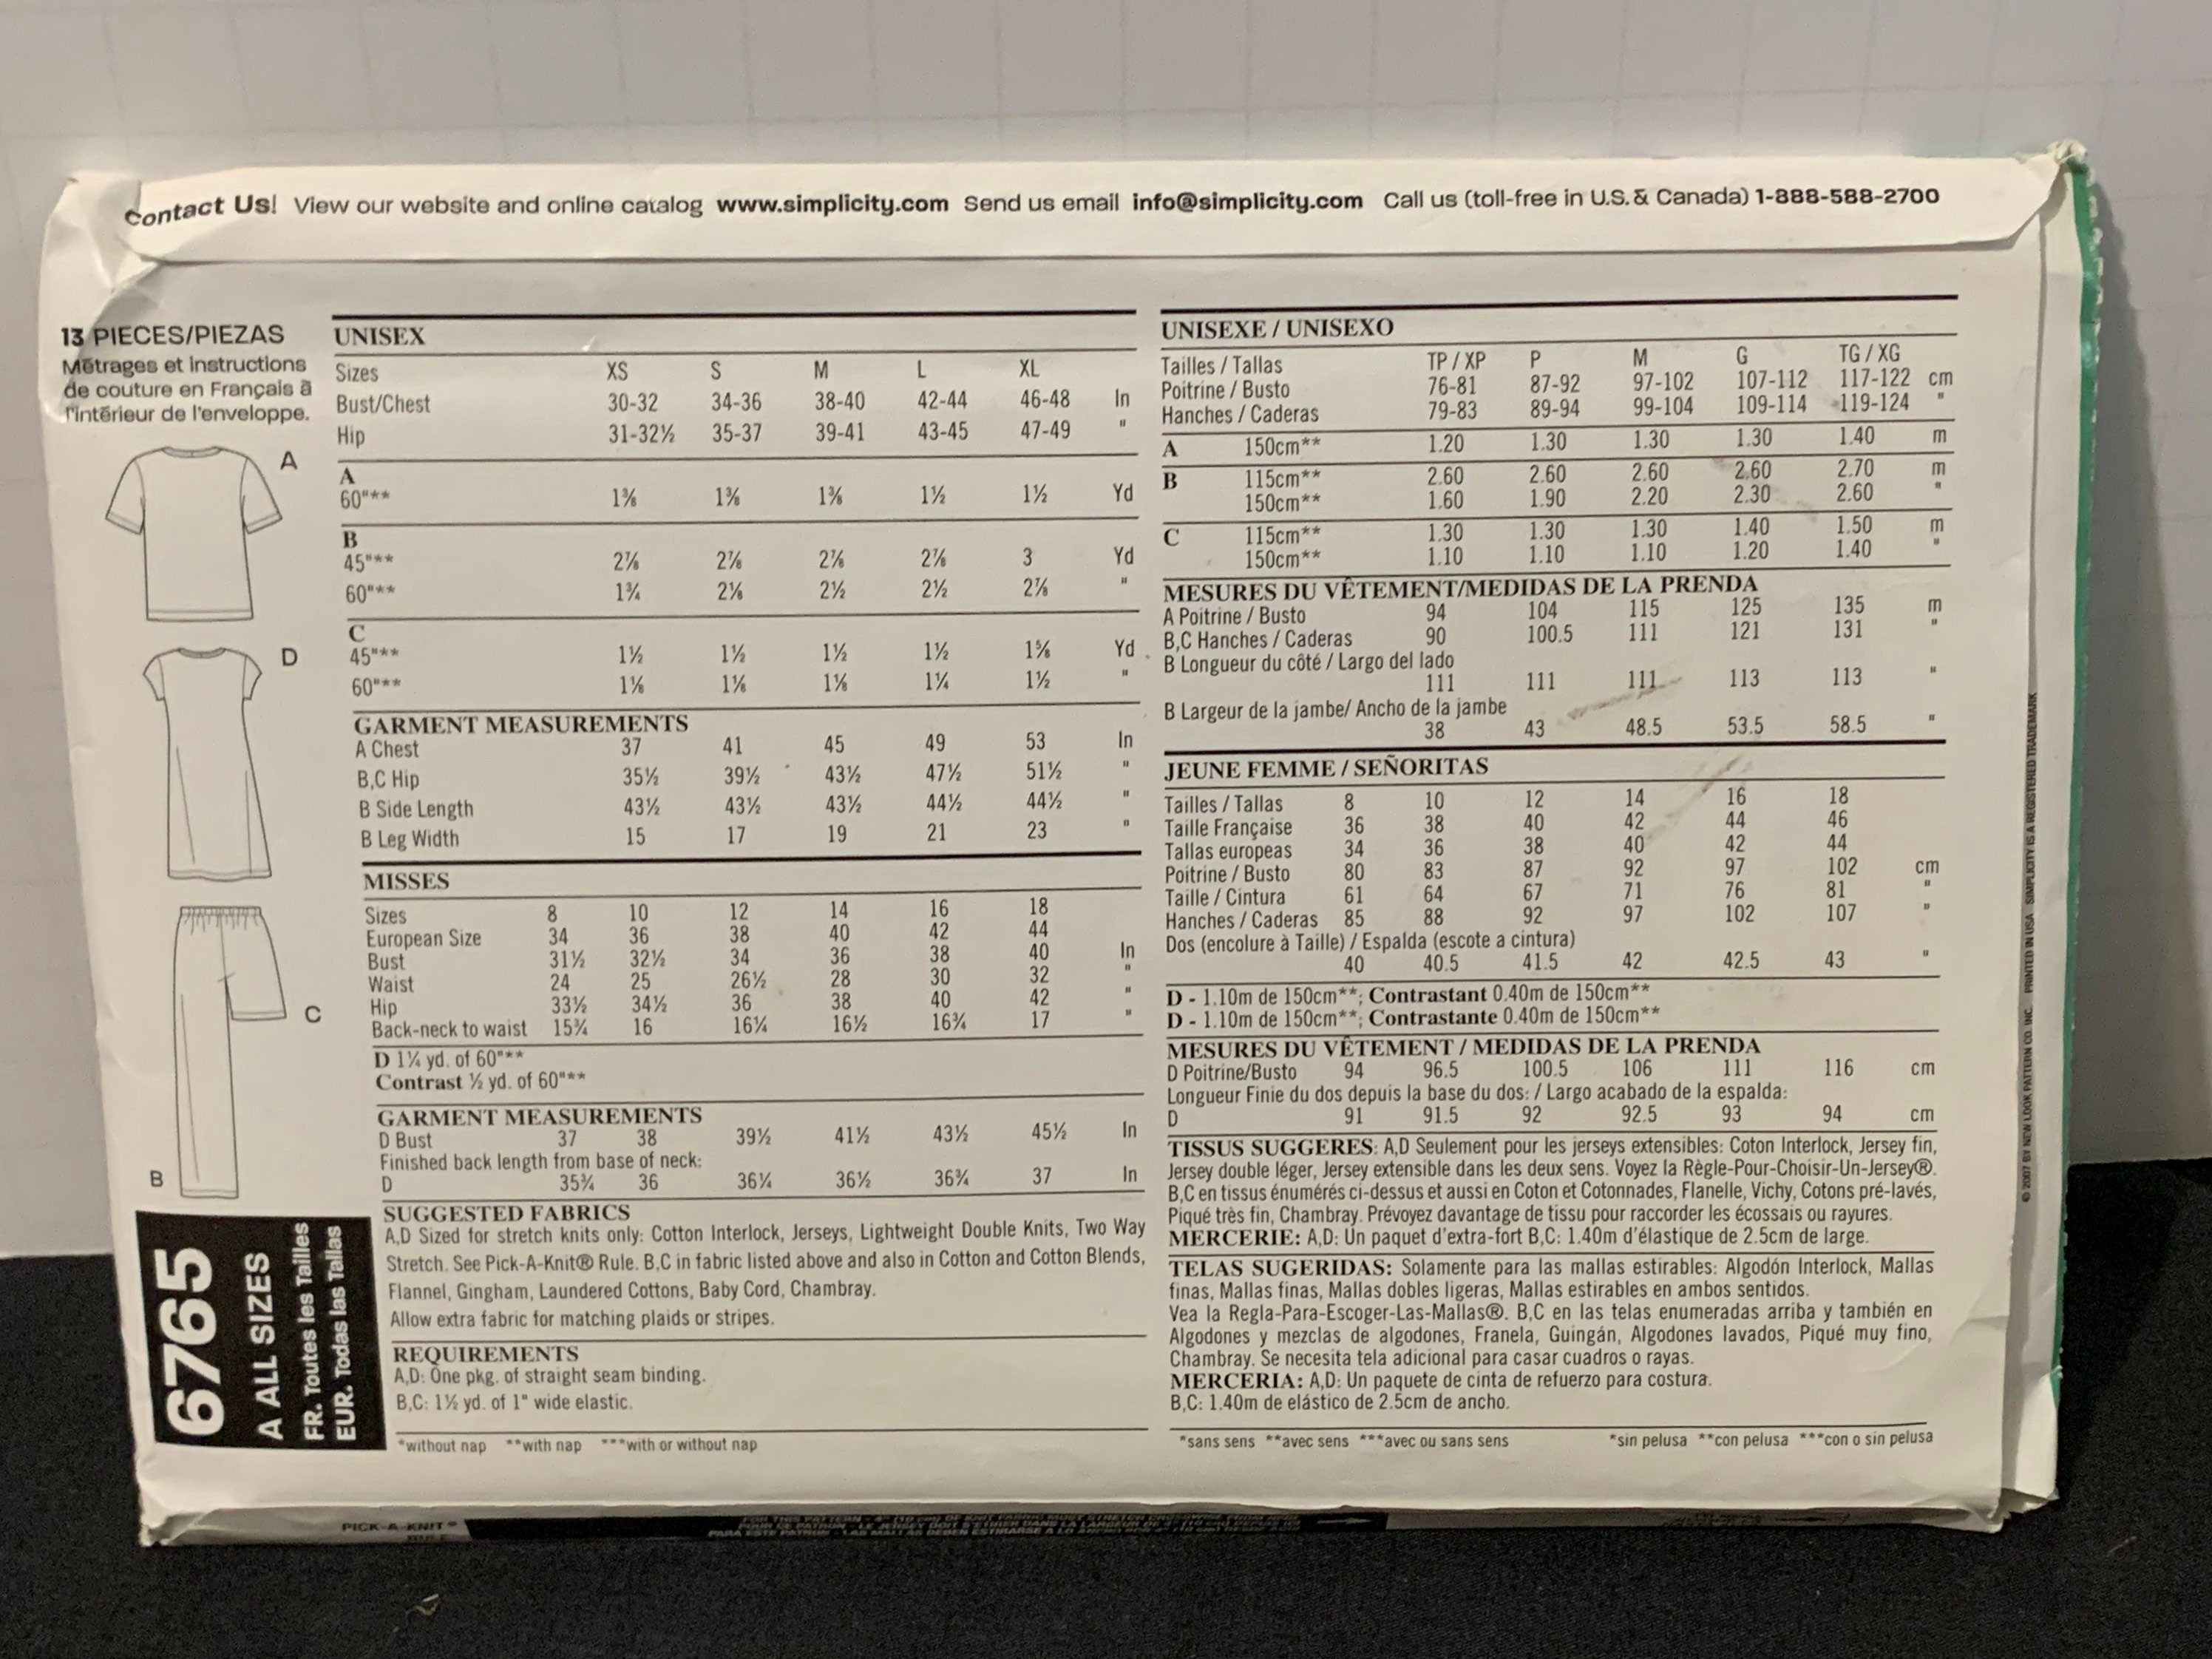 Contact Us! View our website and online catalog www.simplicity.com Send us email info@simplicity.com Call us (toll-free in U.S. & Canada) 1-888-588-2700
13 PIECES/PIEZAS
Métrages et instructions
de couture en Français à
l'intérieur de l'enveloppe.
A
D
C
B
6765
A ALL SIZES
FR. Toutes les Tailles
EUR. Todas las Tallas
UNISEX
Sizes XS S M L XL
Bust/Chest 30-32 34-36 38-40 42-44 46-48 In
Hip 31-32½ 35-37 39-41 43-45 47-49 "
A
60"** 1⅜ 1⅜ 1⅜ 1½ 1½ Yd
B
45"** 2⅞ 2⅞ 2⅞ 2⅞ 3 Yd
60"** 1¾ 2⅛ 2½ 2½ 2⅞ "
C
45"** 1½ 1½ 1½ 1½ 1⅝ Yd
60"** 1⅛ 1⅛ 1⅛ 1¼ 1½ "
GARMENT MEASUREMENTS
A Chest 37 41 45 49 53 In
B,C Hip 35½ 39½ 43½ 47½ 51½ "
B Side Length 43½ 43½ 43½ 44½ 44½ "
B Leg Width 15 17 19 21 23 "
MISSES
Sizes 8 10 12 14 16 18
European Size 34 36 38 40 42 44
Bust 31½ 32½ 34 36 38 40 In
Waist 24 25 26½ 28 30 32 "
Hip 33½ 34½ 36 38 40 42 "
Back-neck to waist 15¾ 16 16¼ 16½ 16¾ 17 "
D 1¼ yd. of 60"**
Contrast ½ yd. of 60"**
GARMENT MEASUREMENTS
D Bust 37 38 39½ 41½ 43½ 45½ In
Finished back length from base of neck:
D 35¾ 36 36¼ 36½ 36¾ 37 In
SUGGESTED FABRICS
A,D Sized for stretch knits only: Cotton Interlock, Jerseys, Lightweight Double Knits, Two Way
Stretch. See Pick-A-Knit® Rule. B,C in fabric listed above and also in Cotton and Cotton Blends,
Flannel, Gingham, Laundered Cottons, Baby Cord, Chambray.
Allow extra fabric for matching plaids or stripes.
REQUIREMENTS
A,D: One pkg. of straight seam binding.
B,C: 1½ yd. of 1" wide elastic.
*without nap **with nap ***with or without nap
UNISEXE / UNISEXO
Tailles / Tallas TP / XP P M G TG / XG
Poitrine / Busto 76-81 87-92 97-102 107-112 117-122 cm
Hanches / Caderas 79-83 89-94 99-104 109-114 119-124 "
A 150cm** 1.20 1.30 1.30 1.30 1.40 m
B 115cm** 2.60 2.60 2.60 2.60 2.70 m
150cm** 1.60 1.90 2.20 2.30 2.60 "
C 115cm** 1.30 1.30 1.30 1.40 1.50 m
150cm** 1.10 1.10 1.10 1.20 1.40 "
MESURES DU VÊTEMENT/MEDIDAS DE LA PRENDA
A Poitrine / Busto 94 104 115 125 135 m
B,C Hanches / Caderas 90 100.5 111 121 131 "
B Longueur du côté / Largo del lado
111 111 111 113 113 "
B Largeur de la jambe/ Ancho de la jambe
38 43 48.5 53.5 58.5 "
JEUNE FEMME / SEÑORITAS
Tailles / Tallas 8 10 12 14 16 18
Taille Française 36 38 40 42 44 46
Tallas europeas 34 36 38 40 42 44
Poitrine / Busto 80 83 87 92 97 102 cm
Taille / Cintura 61 64 67 71 76 81 "
Hanches / Caderas 85 88 92 97 102 107 "
Dos (encolure à Taille) / Espalda (escote a cintura)
40 40.5 41.5 42 42.5 43 "
D - 1.10m de 150cm**; Contrastant 0.40m de 150cm**
D - 1.10m de 150cm**; Contrastante 0.40m de 150cm**
MESURES DU VÊTEMENT / MEDIDAS DE LA PRENDA
D Poitrine/Busto 94 96.5 100.5 106 111 116 cm
Longueur Finie du dos depuis la base du dos: / Largo acabado de la espalda:
D 91 91.5 92 92.5 93 94 cm
TISSUS SUGGERES: A,D Seulement pour les jerseys extensibles: Coton Interlock, Jersey fin,
Jersey double léger, Jersey extensible dans les deux sens. Voyez la Règle-Pour-Choisir-Un-Jersey®.
B,C en tissus énumérés ci-dessus et aussi en Coton et Cotonnades, Flanelle, Vichy, Cotons pré-lavés,
Piqué très fin, Chambray. Prévoyez davantage de tissu pour raccorder les écossais ou rayures.
MERCERIE: A,D: Un paquet d'extra-fort B,C: 1.40m d'élastique de 2.5cm de large.
TELAS SUGERIDAS: Solamente para las mallas estirables: Algodón Interlock, Mallas
finas, Mallas finas, Mallas dobles ligeras, Mallas estirables en ambos sentidos.
Vea la Regla-Para-Escoger-Las-Mallas®. B,C en las telas enumeradas arriba y también en
Algodones y mezclas de algodones, Franela, Guingán, Algodones lavados, Piqué muy fino,
Chambray. Se necesita tela adicional para casar cuadros o rayas.
MERCERIA: A,D: Un paquete de cinta de refuerzo para costura.
B,C: 1.40m de elástico de 2.5cm de ancho.
*sans sens **avec sens ***avec ou sans sens *sin pelusa **con pelusa ***con o sin pelusa
© 2007 BY NEW LOOK PATTERN CO. INC. PRINTED IN USA SIMPLICITY IS A REGISTERED TRADEMARK
PICK-A-KNIT®
RULE